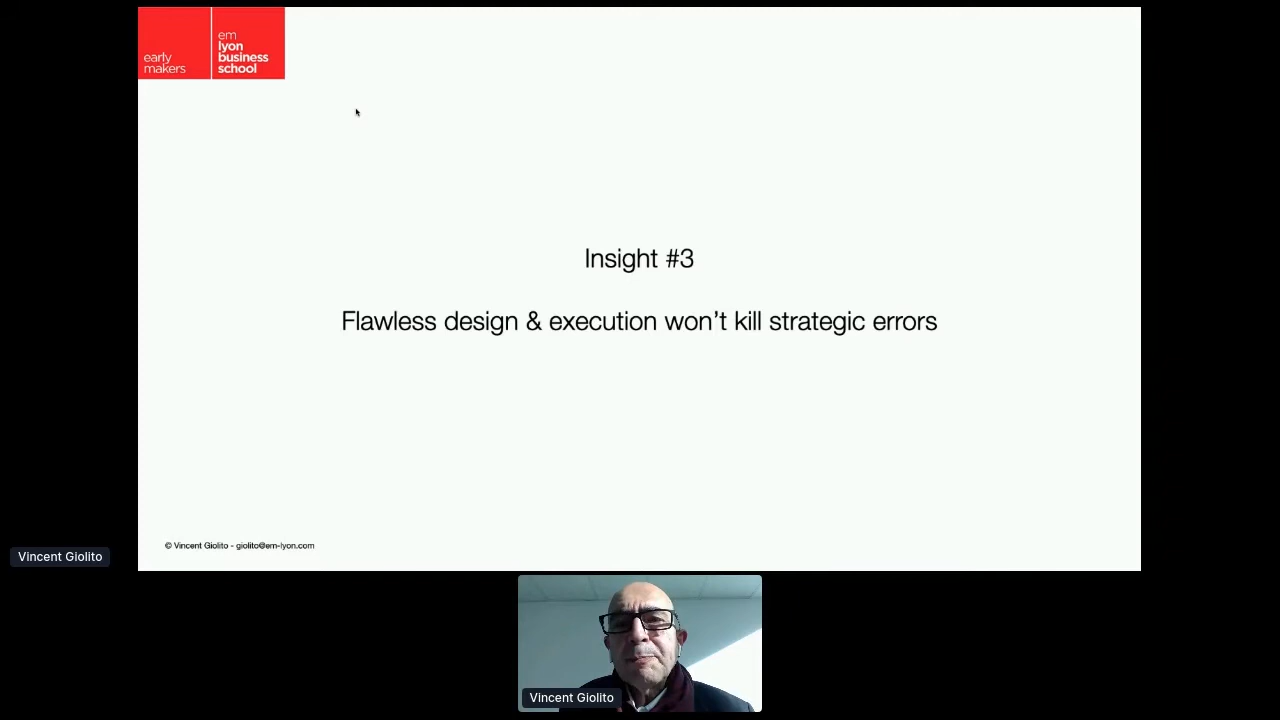 early
makers
em
lyon
business
school
Insight #3
Flawless design & execution won't kill strategic errors
© Vincent Giolito - giolito@em-lyon.com
Vincent Giolito
Vincent Giolito